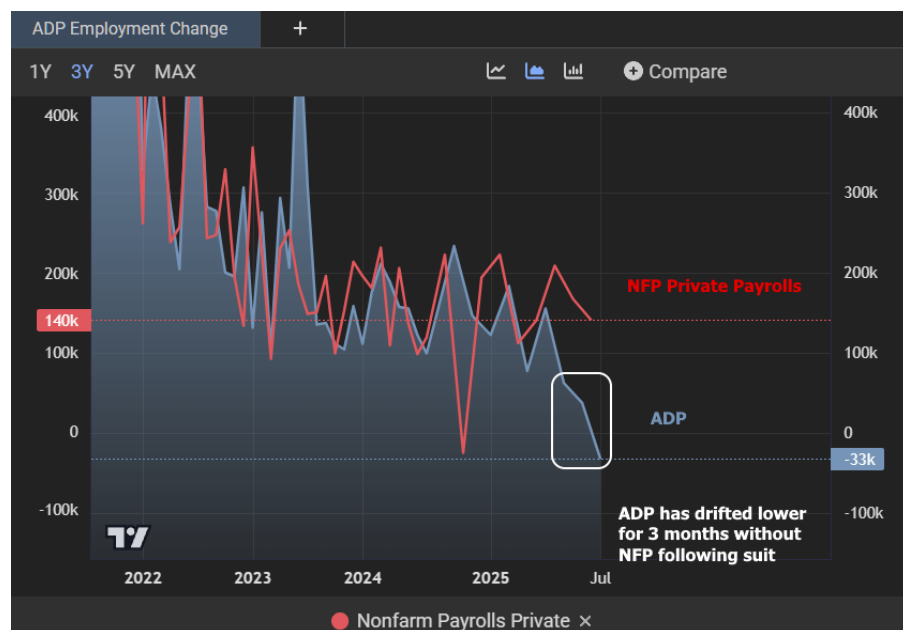 ADP Employment Change +
1Y 3Y 5Y MAX Compare
400k 400k
300k 300k
200k 200k
NFP Private Payrolls
140k
100k 100k
ADP
0 0
-33k
-100k -100k
ADP has drifted lower
for 3 months without
NFP following suit
2022 2023 2024 2025 Jul
Nonfarm Payrolls Private ×